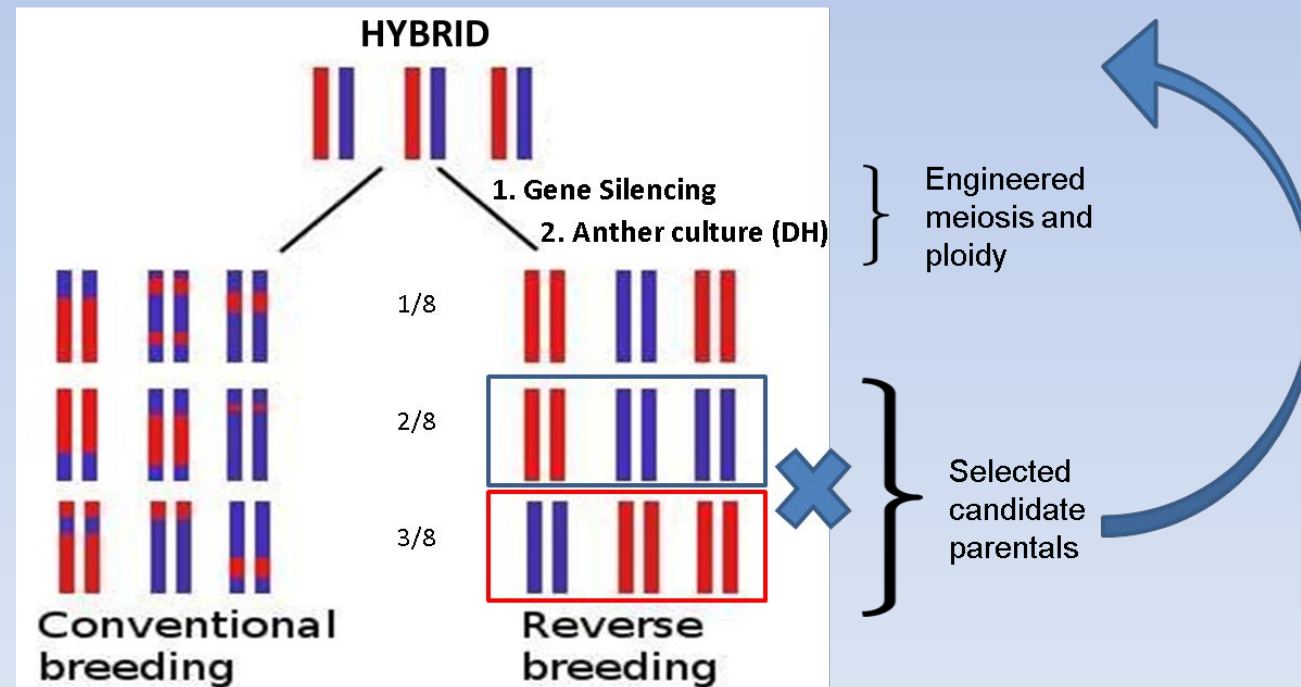 HYBRID
1. Gene Silencing
2. Anther culture (DH)
Engineered
meiosis and
ploidy
1/8
2/8
3/8
Selected
candidate
parentals
Conventional
breeding
Reverse
breeding